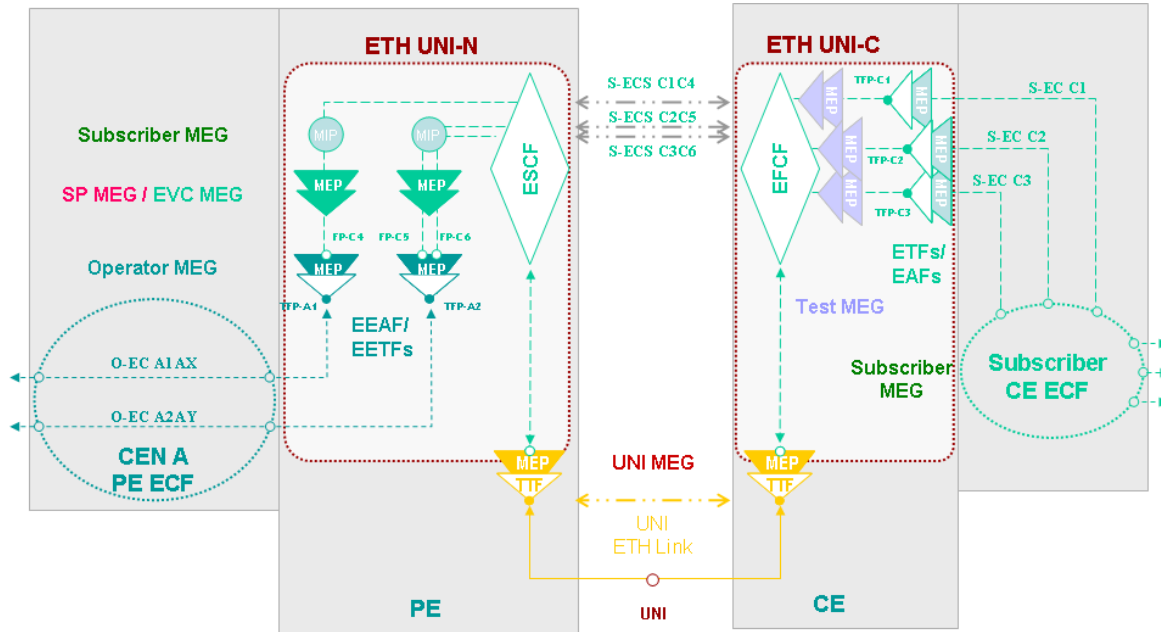 ETH UNI-N
ETH UNI-C
S-ECS C1C4
S-ECS C2C5
S-ECS C3C6
TFP-C1
MEP
MEP
S-EC C1
Subscriber MEG
MIP
MIP
ESCF
EFCF
MEP
TFP-C2
MEP
S-EC C2
SP MEG / EVC MEG
MEP
MEP
MEP
TFP-C3
MEP
S-EC C3
FP-C4
FP-C5
FP-C6
Operator MEG
MEP
MEP
ETFs/
EAFs
TFP-A1
TFP-A2
Test MEG
EEAF/
EETFs
O-EC A1AX
Subscriber
MEG
Subscriber
CE ECF
O-EC A2AY
CEN A
PE ECF
MEP
TTF
UNI MEG
MEP
TTF
UNI
ETH Link
PE
UNI
CE